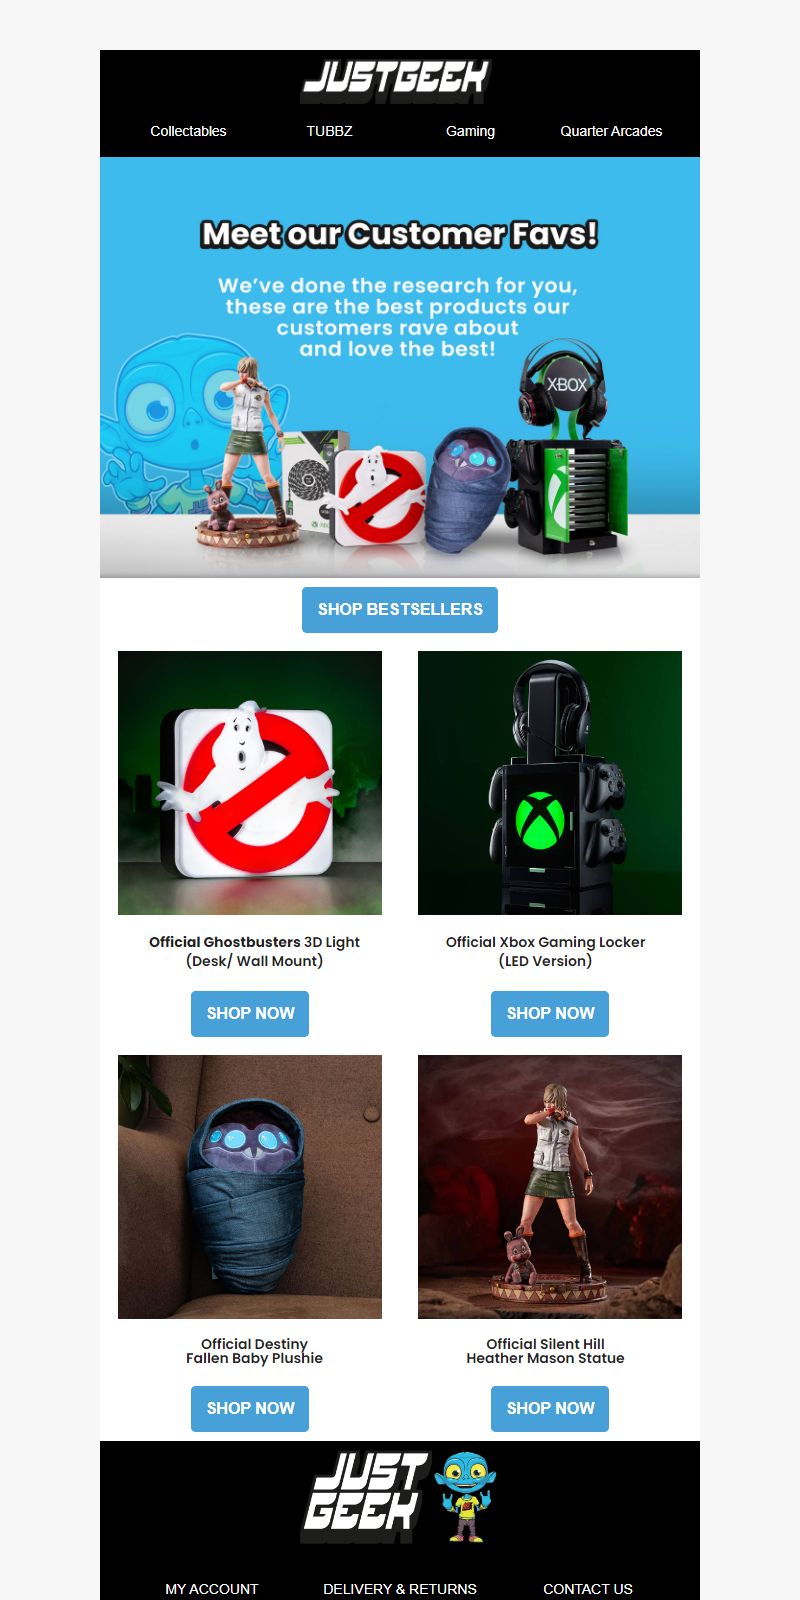 JUSTGEEK
Collectables TUBBZ Gaming Quarter Arcades
Meet our Customer Favs!
We've done the research for you,
these are the best products our
customers rave about
and love the best!
XBOX
SHOP BESTSELLERS
Official Ghostbusters 3D Light
(Desk/ Wall Mount)
Official Xbox Gaming Locker
(LED Version)
SHOP NOW
SHOP NOW
Official Destiny
Fallen Baby Plushie
Official Silent Hill
Heather Mason Statue
SHOP NOW
SHOP NOW
JUST
GEEK
MY ACCOUNT DELIVERY & RETURNS CONTACT US